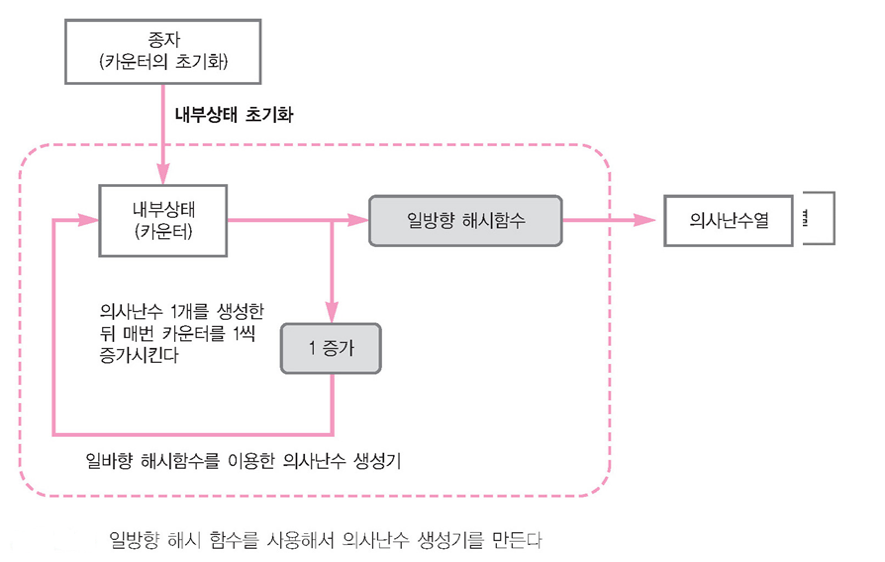 종자
(카운터의 초기화)
내부상태 초기화
내부상태
(카운터)
일방향 해시함수
의사난수열
의사난수 1개를 생성한
뒤 매번 카운터를 1씩
증가시킨다
1 증가
일바향 해시함수를 이용한 의사난수 생성기
일방향 해시 함수를 사용해서 의사난수 생성기를 만든다